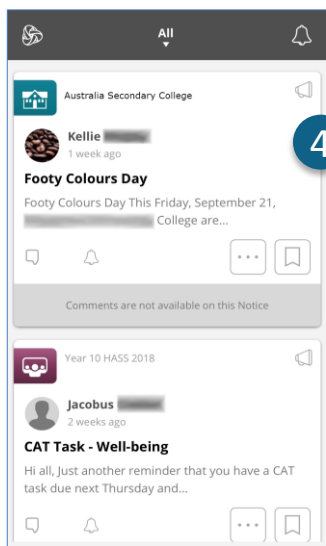 All
Australia Secondary College
Kellie
1 week ago
4
Footy Colours Day
Footy Colours Day This Friday, September 21,
College are...
Comments are not available on this Notice
Year 10 HASS 2018
Jacobus
2 weeks ago
CAT Task - Well-being
Hi all, Just another reminder that you have a CAT
task due next Thursday and...